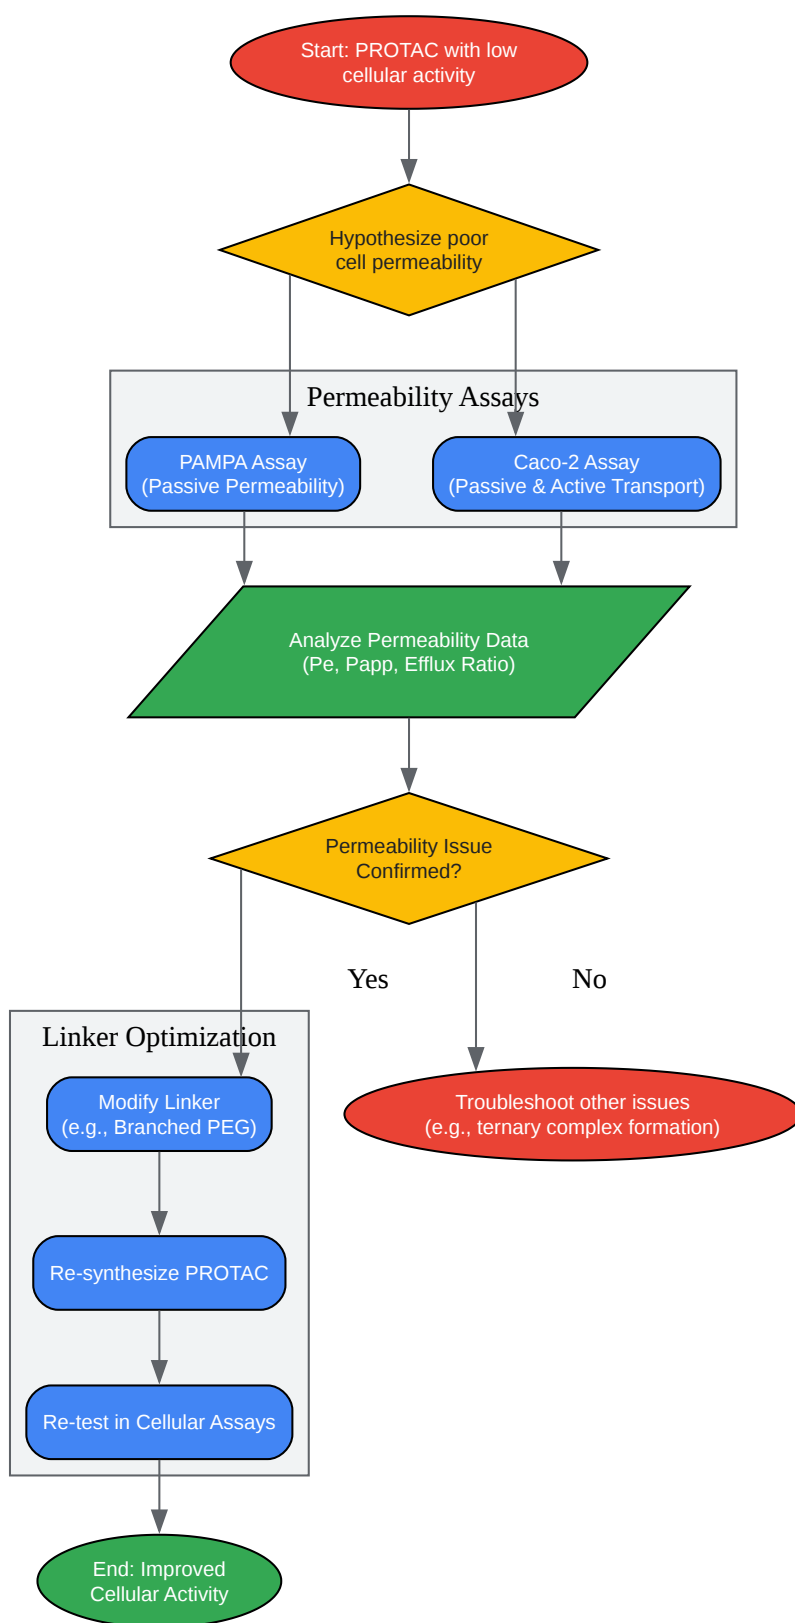 Start: PROTAC with low
cellular activity
Hypothesize poor
cell permeability
Permeability Assays
PAMPA Assay
(Passive Permeability)
Caco-2 Assay
(Passive & Active Transport)
Analyze Permeability Data
(Pe, Papp, Efflux Ratio)
Permeability Issue
Confirmed?
Yes
No
Linker Optimization
Modify Linker
(e.g., Branched PEG)
Troubleshoot other issues
(e.g., ternary complex formation)
Re-synthesize PROTAC
Re-test in Cellular Assays
End: Improved
Cellular Activity